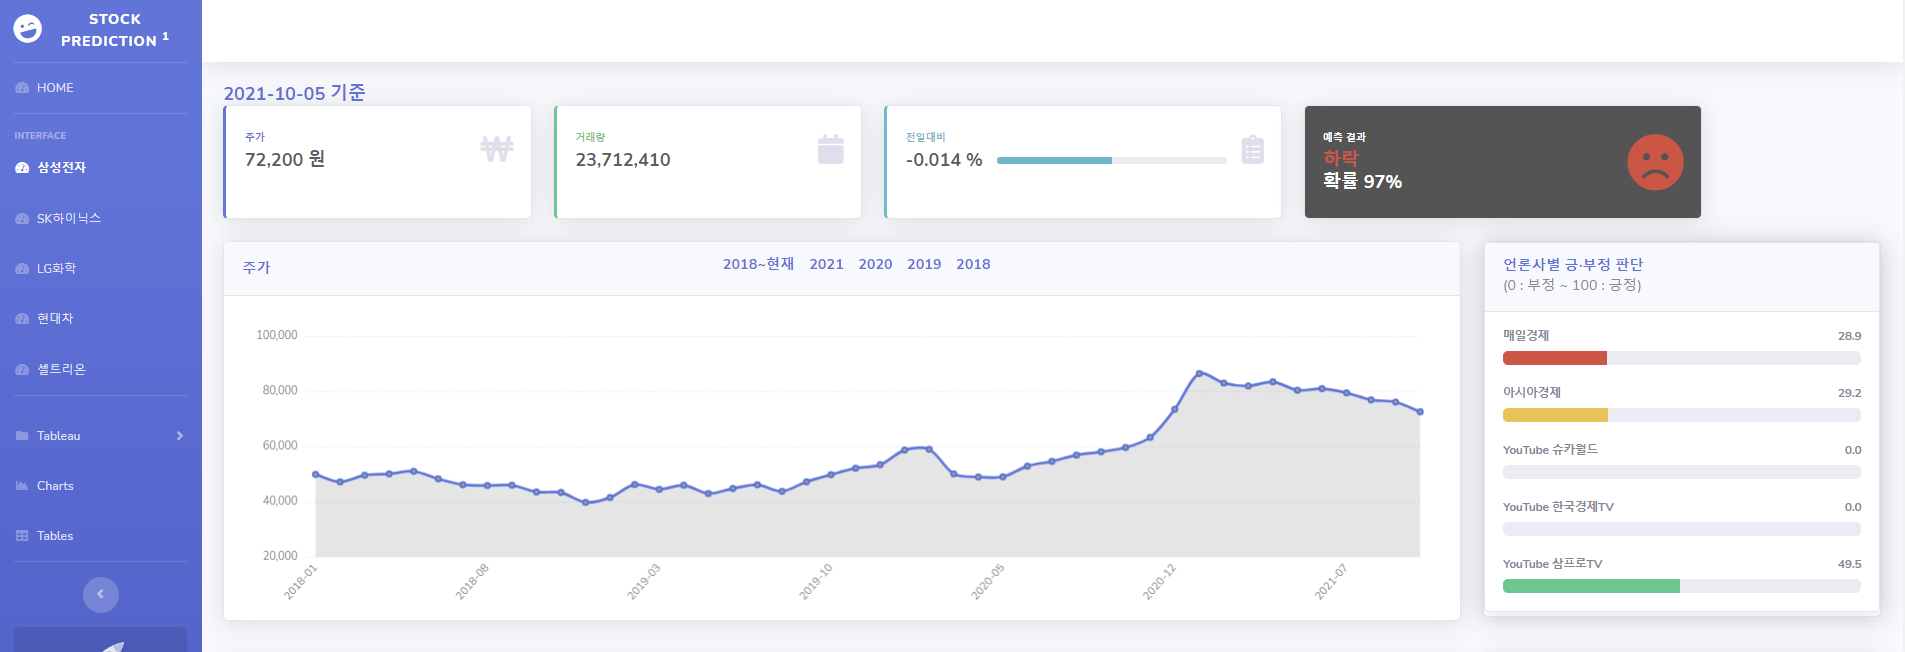 STOCK
PREDICTION 1
HOME
INTERFACE
삼성전자
SK하이닉스
LG화학
현대차
셀트리온
Tableau
Charts
Tables
2021-10-05 기준
주가
72,200 원
거래량
23,712,410
전일대비
-0.014 %
예측 결과
하락
확률 97%
주가
2018~현재 2021 2020 2019 2018
100,000
80,000
60,000
40,000
20,000
2018-01 2018-08 2019-03 2019-10 2020-05 2020-12 2021-07
언론사별 긍·부정 판단
(0 : 부정 ~ 100 : 긍정)
매일경제 28.9
아시아경제 29.2
YouTube 슈카월드 0.0
YouTube 한국경제TV 0.0
YouTube 삼프로TV 49.5